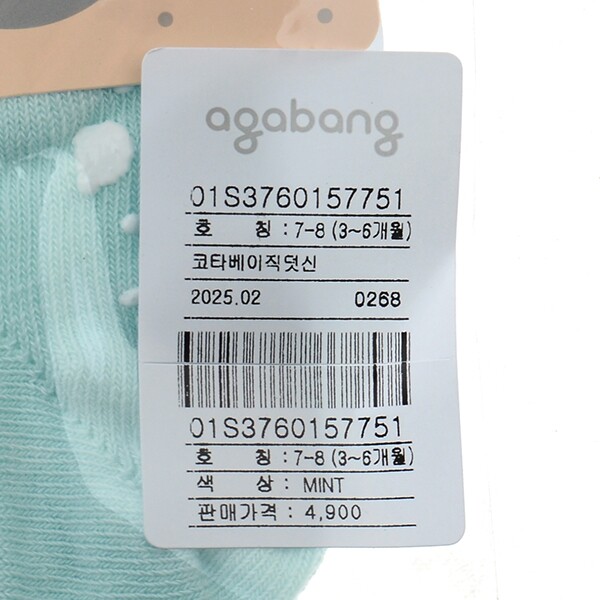 agabang
01S3760157751
호 칭 : 7-8 (3~6개월)
코타베이직덧신
2025.02 0268
01S3760157751
호 칭 : 7-8 (3~6개월)
색 상 : MINT
판매가격 : 4,900